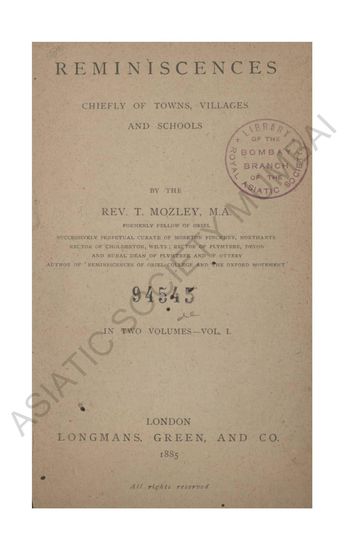 REMINISCENCES
CHIEFLY OF TOWNS, VILLAGES
AND SCHOOLS
LIBRARY
OF THE
BOMBAY
BRANCH
OF THE
ROYAL ASIATIC SOCIETY
BY THE
REV. T. MOZLEY, M.A.
FORMERLY FELLOW OF ORIEL
SUCCESSIVELY PERPETUAL CURATE OF MORETON PINCKNEY, NORTHANTS
RECTOR OF CHOLDERTON, WILTS; RECTOR OF PLYMTREE, DEVON
AND RURAL DEAN OF PLYMTREE AND OF OTTERY
AUTHOR OF 'REMINISCENCES OF ORIEL COLLEGE AND THE OXFORD MOVEMENT'
94545
IN TWO VOLUMES—VOL. I.
LONDON
LONGMANS, GREEN, AND CO.
1885
All rights reserved
ASIATIC SOCIETY MUMBAI